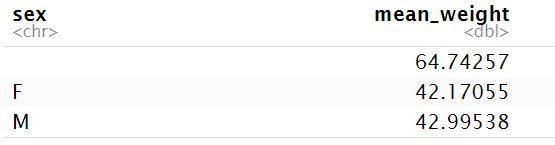 sex mean_weight
<chr> <dbl>
64.74257
F 42.17055
M 42.99538